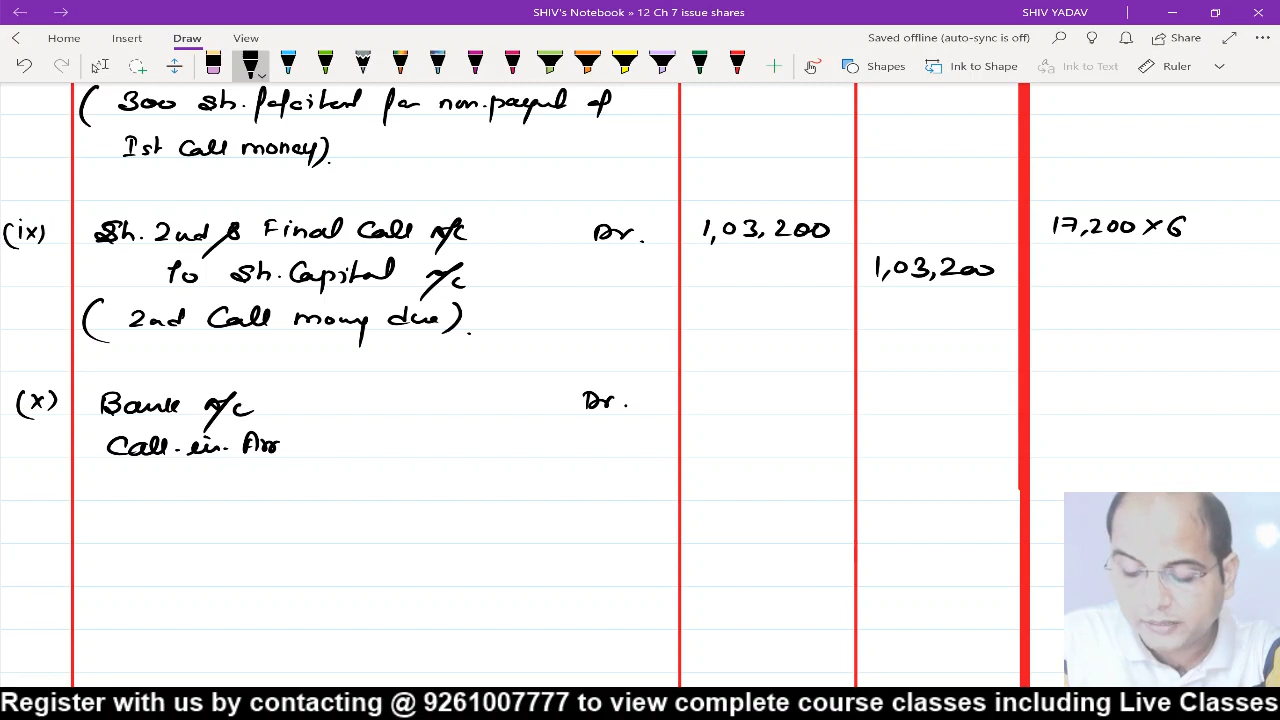 SHIV's Notebook » 12 Ch 7 issue shares
SHIV YADAV
Home Insert Draw View
Saved offline (auto-sync is off)
Share
Shapes
Ink to Shape
Ink to Text
Ruler
( 300 Sh. for non. of
1st Call money).
(ix) Sh. 2nd & Final Call A/c Dr. 1,03,200 17,200 × 6
To Sh. Capital A/c 1,03,200
( 2nd Call money due ).
(x) Bank A/c Dr.
Call-in-Arr
Register with us by contacting @ 9261007777 to view complete course classes including Live Classes